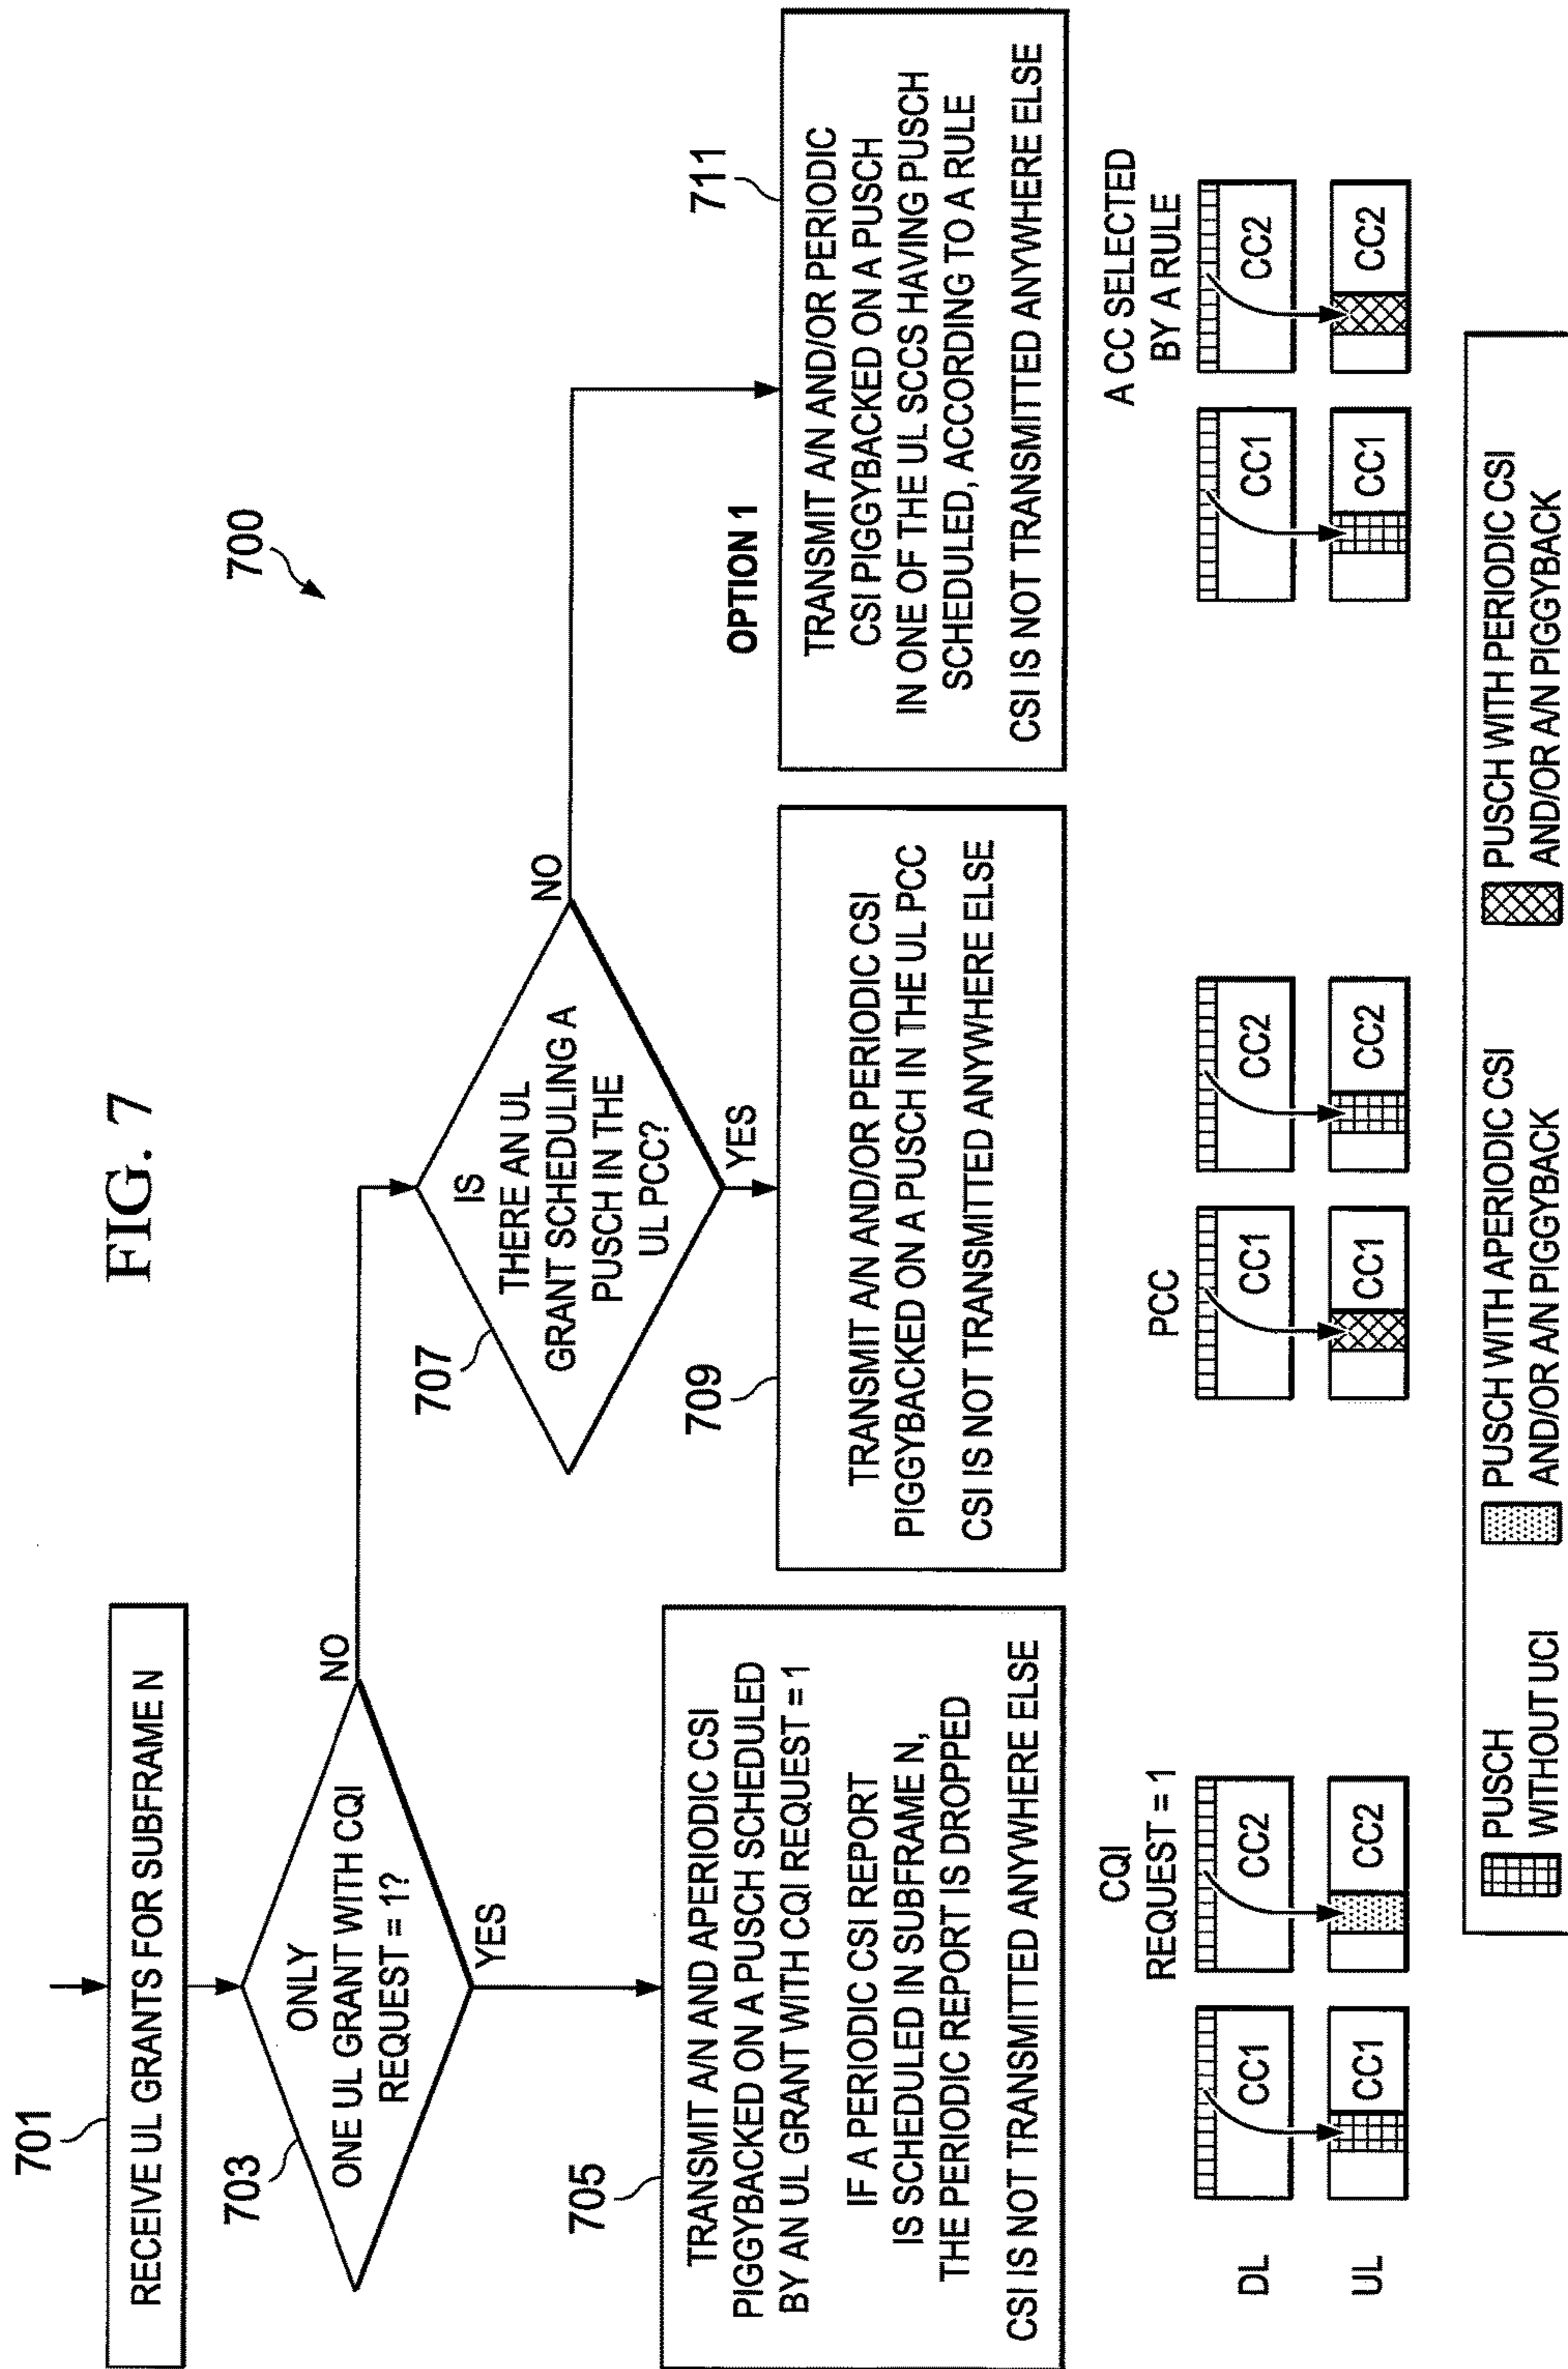 FIG. 7
700
701
RECEIVE UL GRANTS FOR SUBFRAME N
703
ONLY
ONE UL GRANT WITH CQI
REQUEST = 1?
NO
YES
705
TRANSMIT A/N AND APERIODIC CSI
PIGGYBACKED ON A PUSCH SCHEDULED
BY AN UL GRANT WITH CQI REQUEST = 1
IF A PERIODIC CSI REPORT
IS SCHEDULED IN SUBFRAME N,
THE PERIODIC REPORT IS DROPPED
CSI IS NOT TRANSMITTED ANYWHERE ELSE
707
IS
THERE AN UL
GRANT SCHEDULING A
PUSCH IN THE
UL PCC?
NO
YES
709
TRANSMIT A/N AND/OR PERIODIC CSI
PIGGYBACKED ON A PUSCH IN THE UL PCC
CSI IS NOT TRANSMITTED ANYWHERE ELSE
OPTION 1
711
TRANSMIT A/N AND/OR PERIODIC
CSI PIGGYBACKED ON A PUSCH
IN ONE OF THE UL SCCS HAVING PUSCH
SCHEDULED, ACCORDING TO A RULE
CSI IS NOT TRANSMITTED ANYWHERE ELSE
CQI
REQUEST = 1
DL
CC1
CC2
UL
CC1
CC2
PCC
CC1
CC2
CC1
CC2
A CC SELECTED
BY A RULE
CC1
CC2
CC1
CC2
PUSCH
WITHOUT UCI
PUSCH WITH APERIODIC CSI
AND/OR A/N PIGGYBACK
PUSCH WITH PERIODIC CSI
AND/OR A/N PIGGYBACK